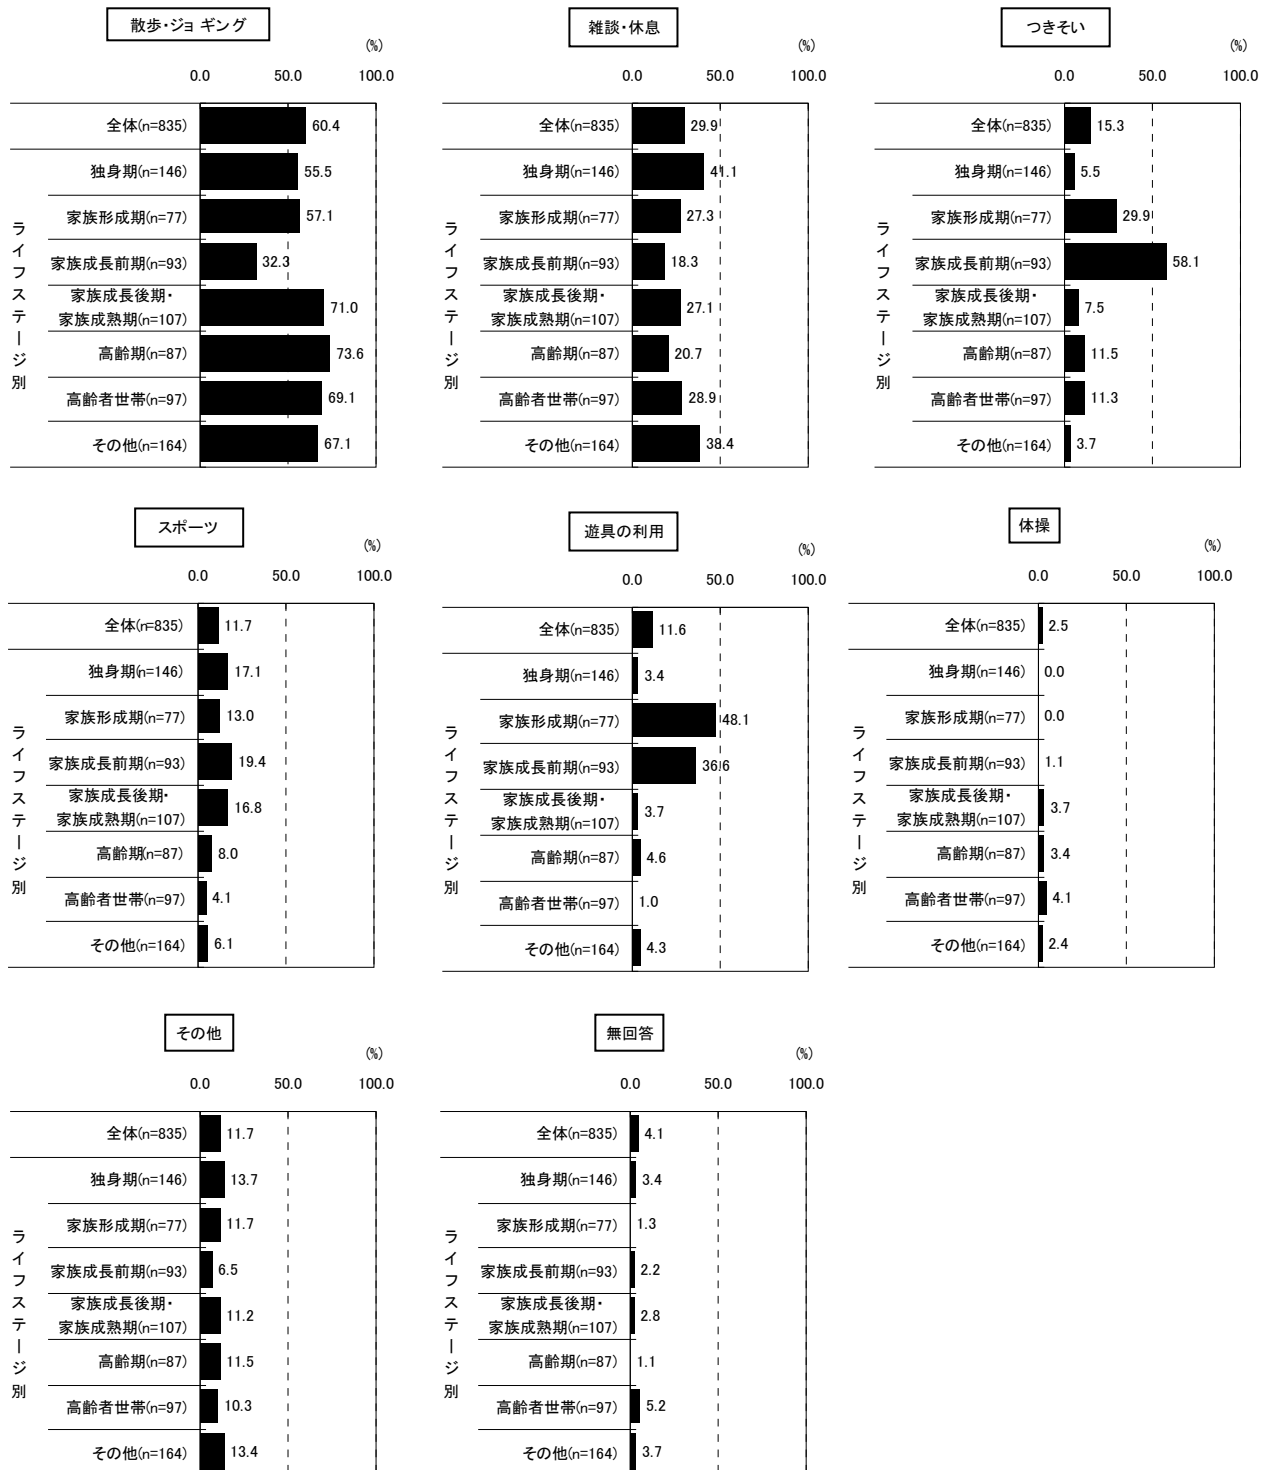 散歩・ジョギング
(%)
0.0 50.0 100.0
全体(n=835) 60.4
独身期(n=146) 55.5
家族形成期(n=77) 57.1
家族成長前期(n=93) 32.3
家族成長後期・
家族成熟期(n=107) 71.0
高齢期(n=87) 73.6
高齢者世帯(n=97) 69.1
その他(n=164) 67.1
ライフステージ別
雑談・休息
(%)
0.0 50.0 100.0
全体(n=835) 29.9
独身期(n=146) 41.1
家族形成期(n=77) 27.3
家族成長前期(n=93) 18.3
家族成長後期・
家族成熟期(n=107) 27.1
高齢期(n=87) 20.7
高齢者世帯(n=97) 28.9
その他(n=164) 38.4
ライフステージ別
つきそい
(%)
0.0 50.0 100.0
全体(n=835) 15.3
独身期(n=146) 5.5
家族形成期(n=77) 29.9
家族成長前期(n=93) 58.1
家族成長後期・
家族成熟期(n=107) 7.5
高齢期(n=87) 11.5
高齢者世帯(n=97) 11.3
その他(n=164) 3.7
ライフステージ別
スポーツ
(%)
0.0 50.0 100.0
全体(n=835) 11.7
独身期(n=146) 17.1
家族形成期(n=77) 13.0
家族成長前期(n=93) 19.4
家族成長後期・
家族成熟期(n=107) 16.8
高齢期(n=87) 8.0
高齢者世帯(n=97) 4.1
その他(n=164) 6.1
ライフステージ別
遊具の利用
(%)
0.0 50.0 100.0
全体(n=835) 11.6
独身期(n=146) 3.4
家族形成期(n=77) 48.1
家族成長前期(n=93) 36.6
家族成長後期・
家族成熟期(n=107) 3.7
高齢期(n=87) 4.6
高齢者世帯(n=97) 1.0
その他(n=164) 4.3
ライフステージ別
体操
(%)
0.0 50.0 100.0
全体(n=835) 2.5
独身期(n=146) 0.0
家族形成期(n=77) 0.0
家族成長前期(n=93) 1.1
家族成長後期・
家族成熟期(n=107) 3.7
高齢期(n=87) 3.4
高齢者世帯(n=97) 4.1
その他(n=164) 2.4
ライフステージ別
その他
(%)
0.0 50.0 100.0
全体(n=835) 11.7
独身期(n=146) 13.7
家族形成期(n=77) 11.7
家族成長前期(n=93) 6.5
家族成長後期・
家族成熟期(n=107) 11.2
高齢期(n=87) 11.5
高齢者世帯(n=97) 10.3
その他(n=164) 13.4
ライフステージ別
無回答
(%)
0.0 50.0 100.0
全体(n=835) 4.1
独身期(n=146) 3.4
家族形成期(n=77) 1.3
家族成長前期(n=93) 2.2
家族成長後期・
家族成熟期(n=107) 2.8
高齢期(n=87) 1.1
高齢者世帯(n=97) 5.2
その他(n=164) 3.7
ライフステージ別